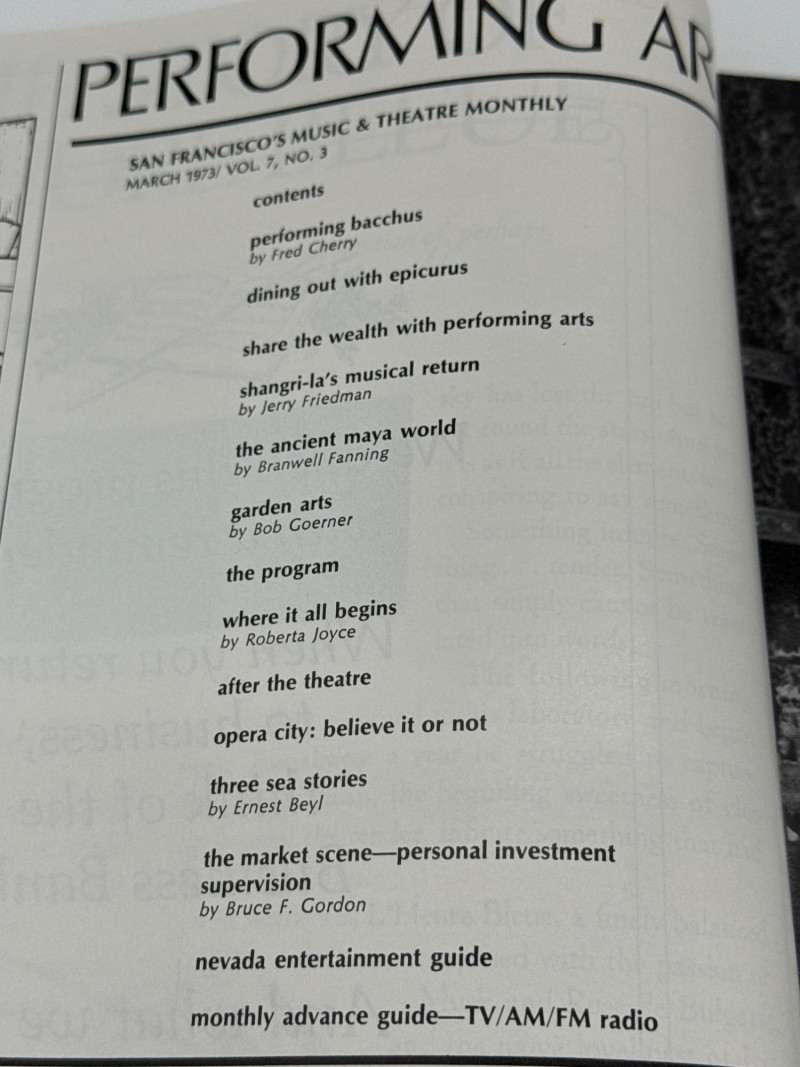 PERFORMING AR
SAN FRANCISCO'S MUSIC & THEATRE MONTHLY
MARCH 1973/ VOL. 7, NO. 3
contents
performing bacchus
by Fred Cherry
dining out with epicurus
share the wealth with performing arts
shangri-la's musical return
by Jerry Friedman
the ancient maya world
by Branwell Fanning
garden arts
by Bob Goerner
the program
where it all begins
by Roberta Joyce
after the theatre
opera city: believe it or not
three sea stories
by Ernest Beyl
the market scene—personal investment
supervision
by Bruce F. Gordon
nevada entertainment guide
monthly advance guide—TV/AM/FM radio